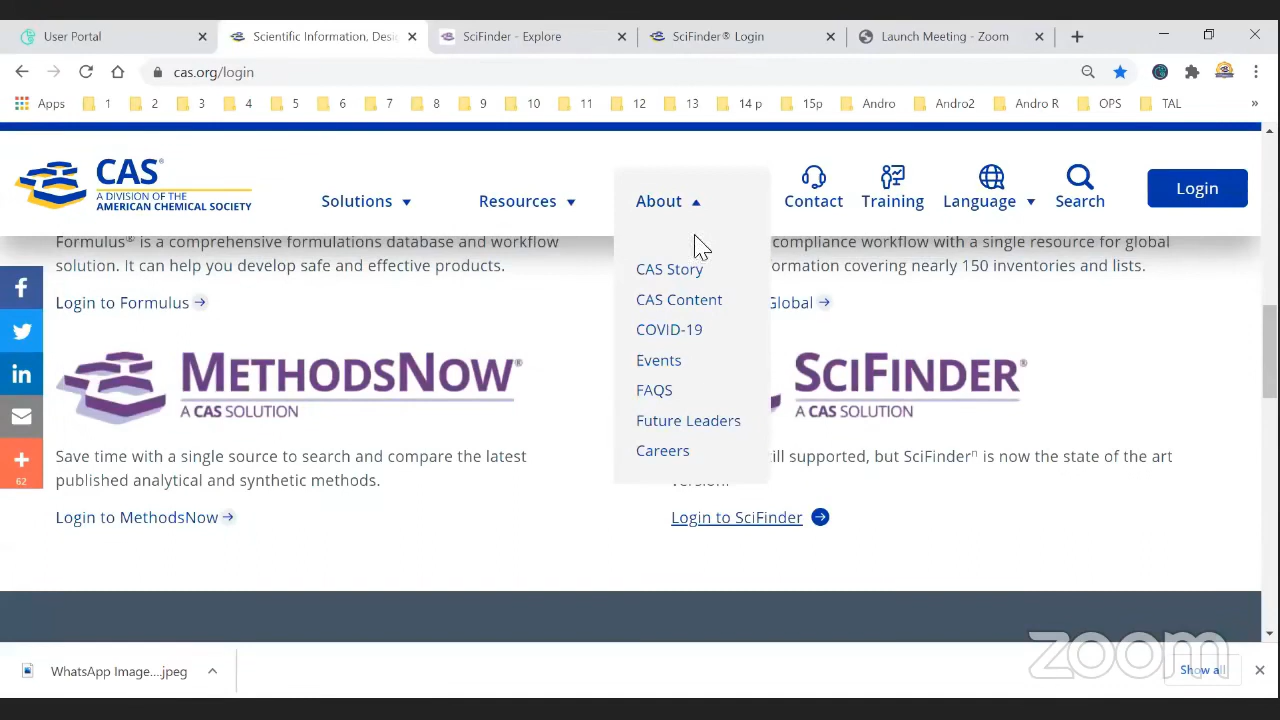 User Portal
Scientific Information, Desi
SciFinder - Explore
SciFinder® Login
Launch Meeting - Zoom
cas.org/login
Apps 1 2 3 4 5 6 7 8 9 10 11 12 13 14 p 15p Andro Andro2 Andro R OPS TAL »
CAS®
A DIVISION OF THE
AMERICAN CHEMICAL SOCIETY
Solutions
Resources
About
Contact
Training
Language
Search
Login
Formulus® is a comprehensive formulations database and workflow
solution. It can help you develop safe and effective products.
Login to Formulus →
compliance workflow with a single resource for global
ormation covering nearly 150 inventories and lists.
Global →
CAS Story
CAS Content
COVID-19
Events
FAQS
Future Leaders
Careers
62
METHODSNOW®
A CAS SOLUTION
Save time with a single source to search and compare the latest
published analytical and synthetic methods.
Login to MethodsNow →
SCIFINDER®
A CAS SOLUTION
ill supported, but SciFinderⁿ is now the state of the art
version.
Login to SciFinder
WhatsApp Image....jpeg
Show all
zoom